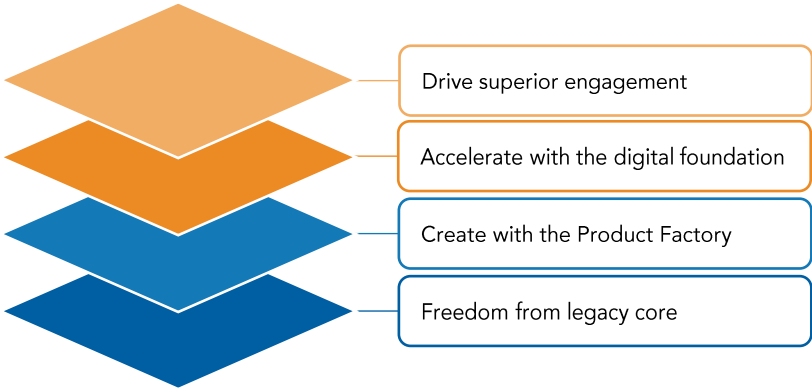 Drive superior engagement
Accelerate with the digital foundation
Create with the Product Factory
Freedom from legacy core